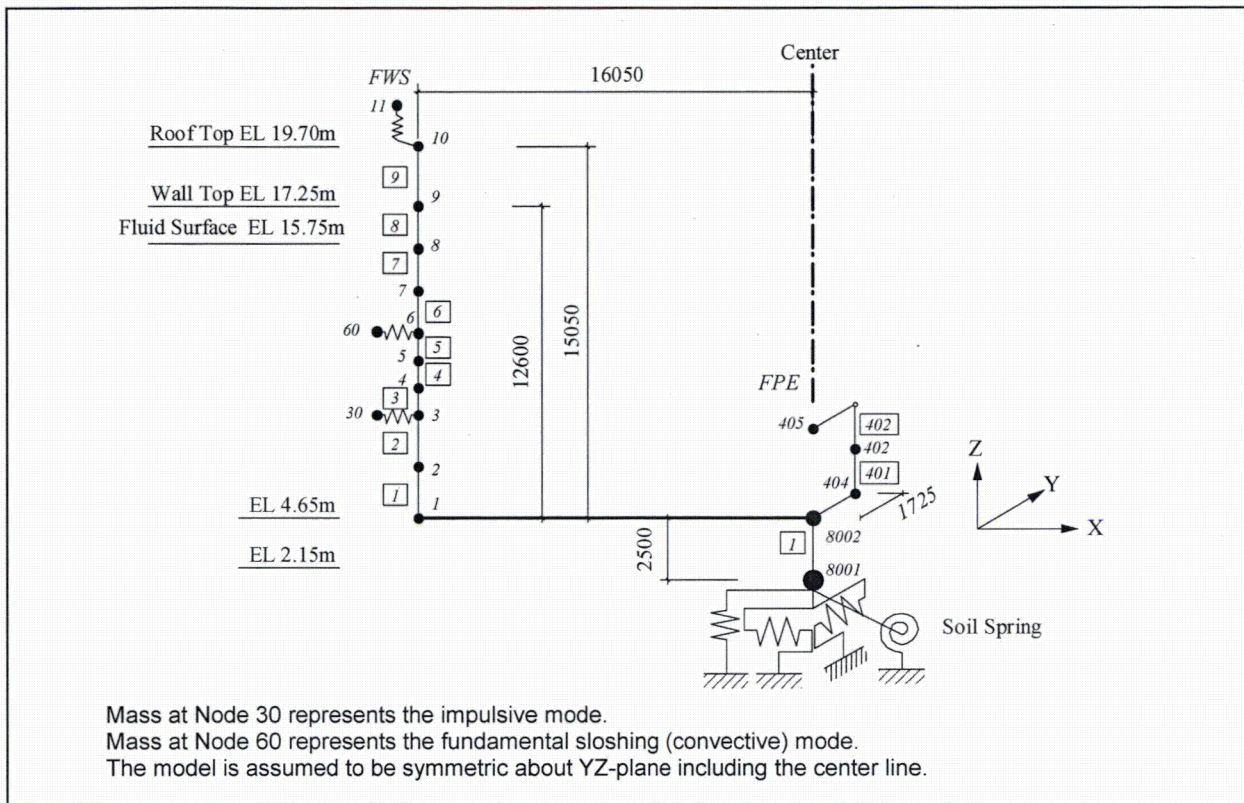 Center
FWS
16050
11
Roof Top EL 19.70m
10
9
Wall Top EL 17.25m
9
8
Fluid Surface EL 15.75m
8
7
7
6
6
60
5
5
4
4
3
30
3
2
2
1
EL 4.65m
1
12600
15050
FPE
405
402
402
401
404
1725
Z
Y
X
EL 2.15m
2500
1
8002
8001
Soil Spring
Mass at Node 30 represents the impulsive mode.
Mass at Node 60 represents the fundamental sloshing (convective) mode.
The model is assumed to be symmetric about YZ-plane including the center line.